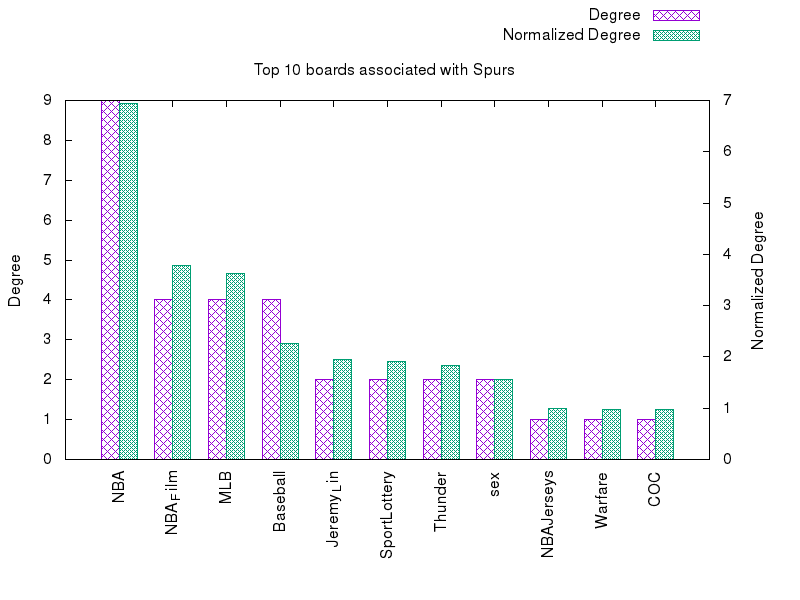 Degree
Normalized Degree
Top 10 boards associated with Spurs
9
8
7
6
5
4
3
2
1
0
7
6
5
4
3
2
1
0
Degree
Normalized Degree
NBA
NBA_Film
MLB
Baseball
Jeremy_Lin
SportLottery
Thunder
sex
NBAJerseys
Warfare
COC